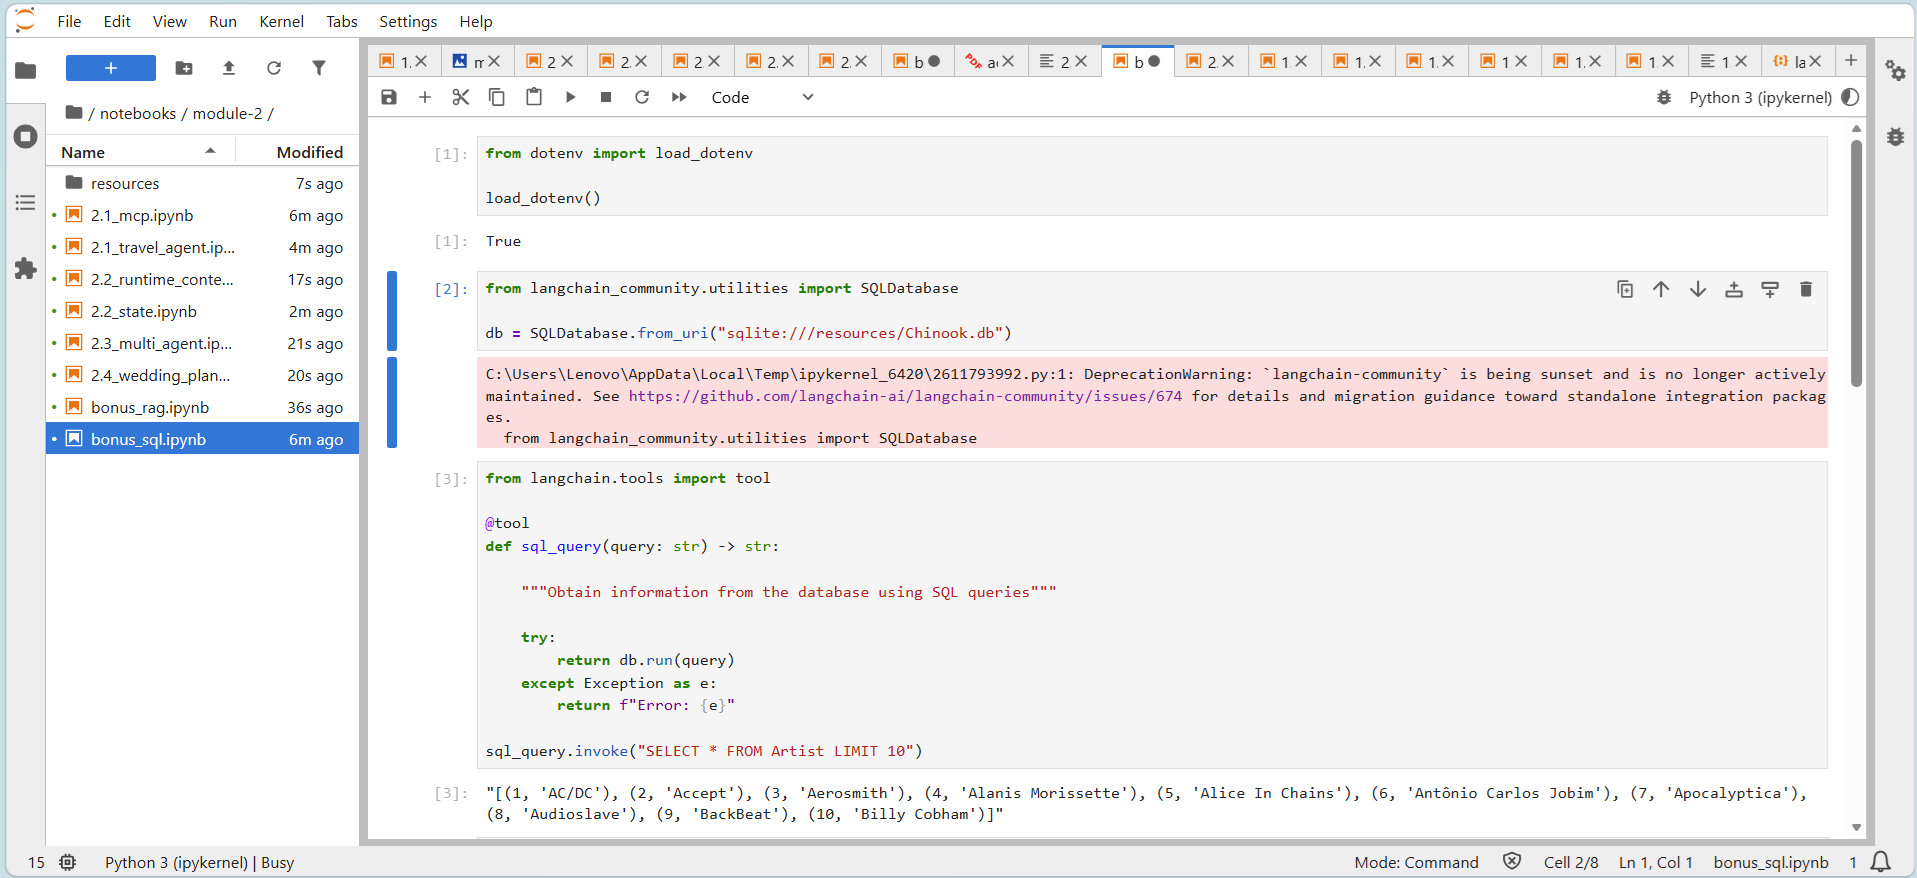 File Edit View Run Kernel Tabs Settings Help
1. m 2 2. 2 2. 2. b a 2 b 2. 1 1. 1. 1 1. 1. 1 la
Code
Python 3 (ipykernel)
/ notebooks / module-2 /
Name Modified
resources 7s ago
2.1_mcp.ipynb 6m ago
2.1_travel_agent.ip... 4m ago
2.2_runtime_conte... 17s ago
2.2_state.ipynb 2m ago
2.3_multi_agent.ip... 21s ago
2.4_wedding_plan... 20s ago
bonus_rag.ipynb 36s ago
bonus_sql.ipynb 6m ago
[1]: from dotenv import load_dotenv
load_dotenv()
[1]: True
[2]: from langchain_community.utilities import SQLDatabase
db = SQLDatabase.from_uri("sqlite:///resources/Chinook.db")
C:\Users\Lenovo\AppData\Local\Temp\ipykernel_6420\2611793992.py:1: DeprecationWarning: `langchain-community` is being sunset and is no longer actively
maintained. See https://github.com/langchain-ai/langchain-community/issues/674 for details and migration guidance toward standalone integration packag
es.
from langchain_community.utilities import SQLDatabase
[3]: from langchain.tools import tool
@tool
def sql_query(query: str) -> str:
"""Obtain information from the database using SQL queries"""
try:
return db.run(query)
except Exception as e:
return f"Error: {e}"
sql_query.invoke("SELECT * FROM Artist LIMIT 10")
[3]: "[(1, 'AC/DC'), (2, 'Accept'), (3, 'Aerosmith'), (4, 'Alanis Morissette'), (5, 'Alice In Chains'), (6, 'Antônio Carlos Jobim'), (7, 'Apocalyptica'),
(8, 'Audioslave'), (9, 'BackBeat'), (10, 'Billy Cobham')]"
15 Python 3 (ipykernel) | Busy Mode: Command Cell 2/8 Ln 1, Col 1 bonus_sql.ipynb 1